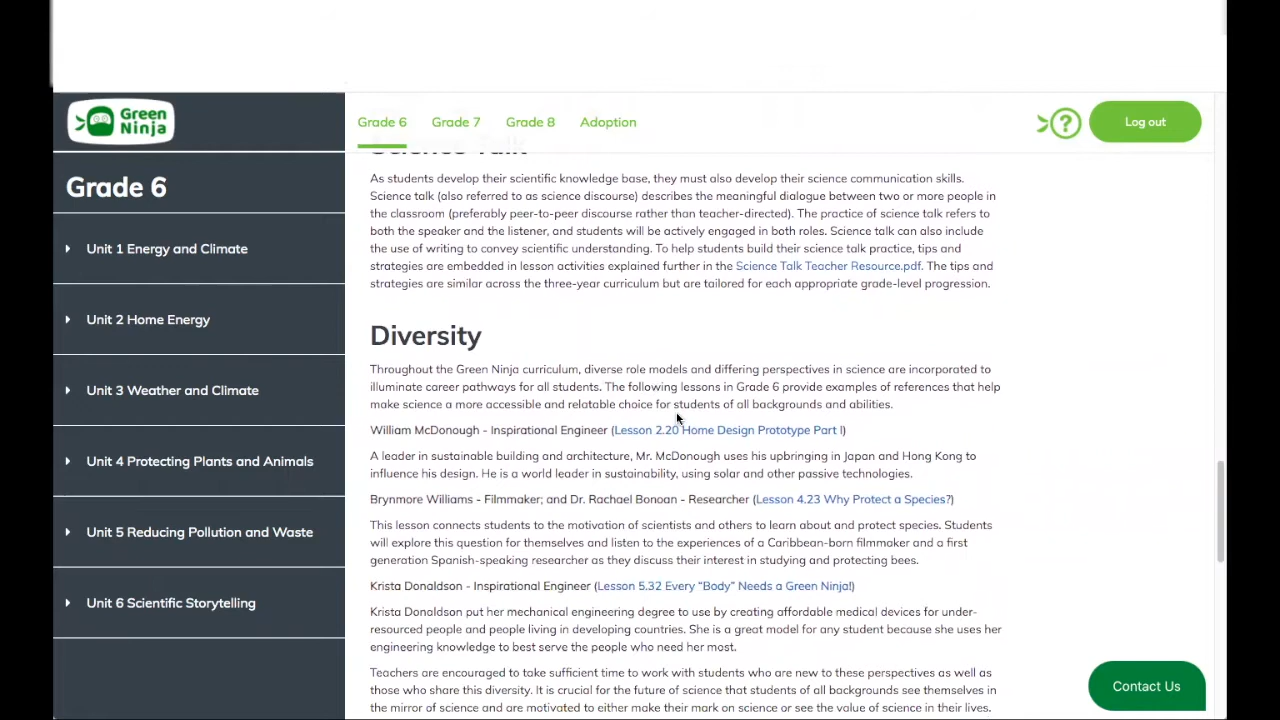 Green
Ninja
Grade 6
Grade 7
Grade 8
Adoption
?
Log out
Grade 6
Unit 1 Energy and Climate
Unit 2 Home Energy
Unit 3 Weather and Climate
Unit 4 Protecting Plants and Animals
Unit 5 Reducing Pollution and Waste
Unit 6 Scientific Storytelling
Science Talk
As students develop their scientific knowledge base, they must also develop their science communication skills.
Science talk (also referred to as science discourse) describes the meaningful dialogue between two or more people in
the classroom (preferably peer-to-peer discourse rather than teacher-directed). The practice of science talk refers to
both the speaker and the listener, and students will be actively engaged in both roles. Science talk can also include
the use of writing to convey scientific understanding. To help students build their science talk practice, tips and
strategies are embedded in lesson activities explained further in the Science Talk Teacher Resource.pdf. The tips and
strategies are similar across the three-year curriculum but are tailored for each appropriate grade-level progression.
Diversity
Throughout the Green Ninja curriculum, diverse role models and differing perspectives in science are incorporated to
illuminate career pathways for all students. The following lessons in Grade 6 provide examples of references that help
make science a more accessible and relatable choice for students of all backgrounds and abilities.
William McDonough - Inspirational Engineer (Lesson 2.20 Home Design Prototype Part I)
A leader in sustainable building and architecture, Mr. McDonough uses his upbringing in Japan and Hong Kong to
influence his design. He is a world leader in sustainability, using solar and other passive technologies.
Brynmore Williams - Filmmaker; and Dr. Rachael Bonoan - Researcher (Lesson 4.23 Why Protect a Species?)
This lesson connects students to the motivation of scientists and others to learn about and protect species. Students
will explore this question for themselves and listen to the experiences of a Caribbean-born filmmaker and a first
generation Spanish-speaking researcher as they discuss their interest in studying and protecting bees.
Krista Donaldson - Inspirational Engineer (Lesson 5.32 Every “Body” Needs a Green Ninja!)
Krista Donaldson put her mechanical engineering degree to use by creating affordable medical devices for under-
resourced people and people living in developing countries. She is a great model for any student because she uses her
engineering knowledge to best serve the people who need her most.
Teachers are encouraged to take sufficient time to work with students who are new to these perspectives as well as
those who share this diversity. It is crucial for the future of science that students of all backgrounds see themselves in
the mirror of science and are motivated to either make their mark on science or see the value of science in their lives.
Contact Us